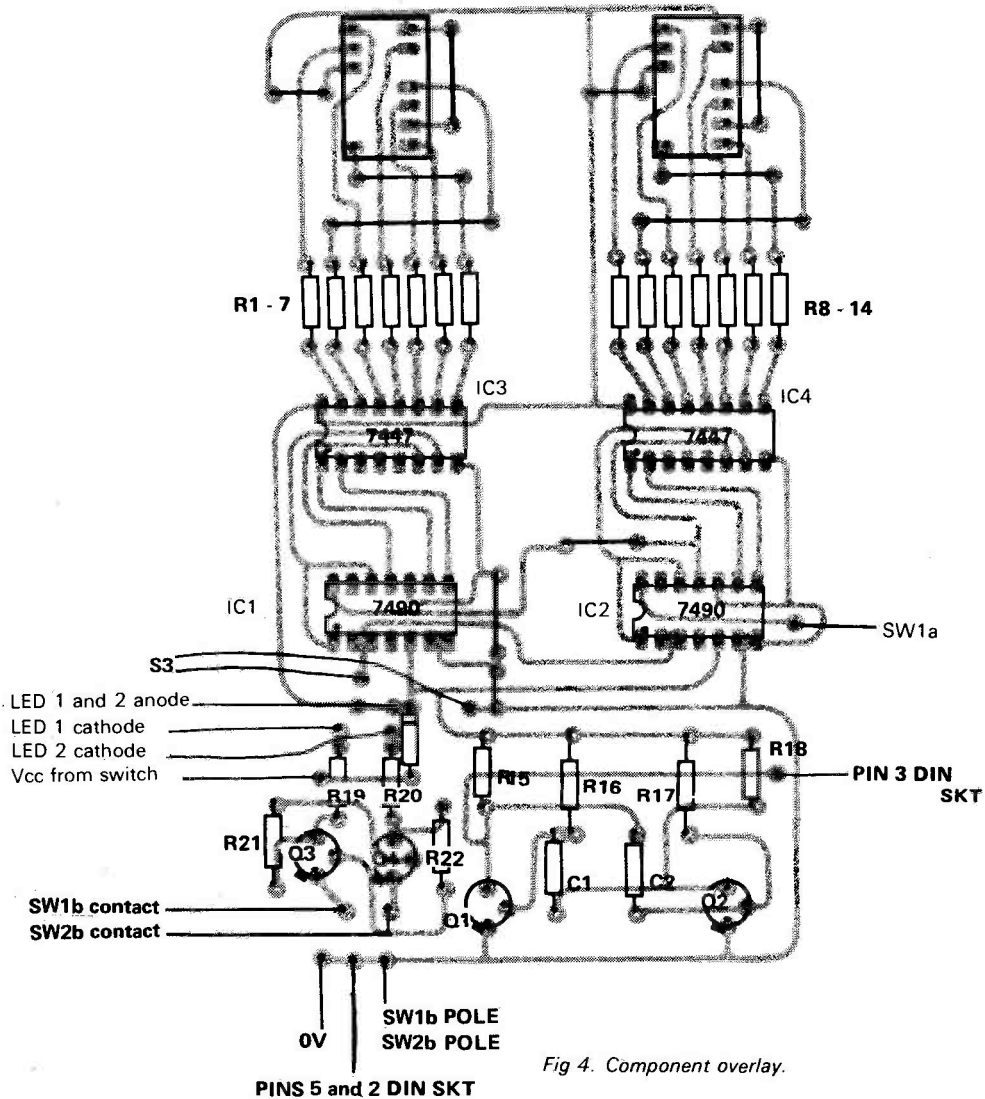 R1 - 7
R8 - 14
IC3
IC4
7447
7447
IC1
7490
IC2
7490
SW1a
S3
LED 1 and 2 anode
LED 1 cathode
LED 2 cathode
Vcc from switch
R15
R16
R17
R18
PIN 3 DIN
SKT
R19
R20
R21
Q3
R22
C1
C2
Q1
Q2
SW1b contact
SW2b contact
0V
SW1b POLE
SW2b POLE
PINS 5 and 2 DIN SKT
Fig 4. Component overlay.